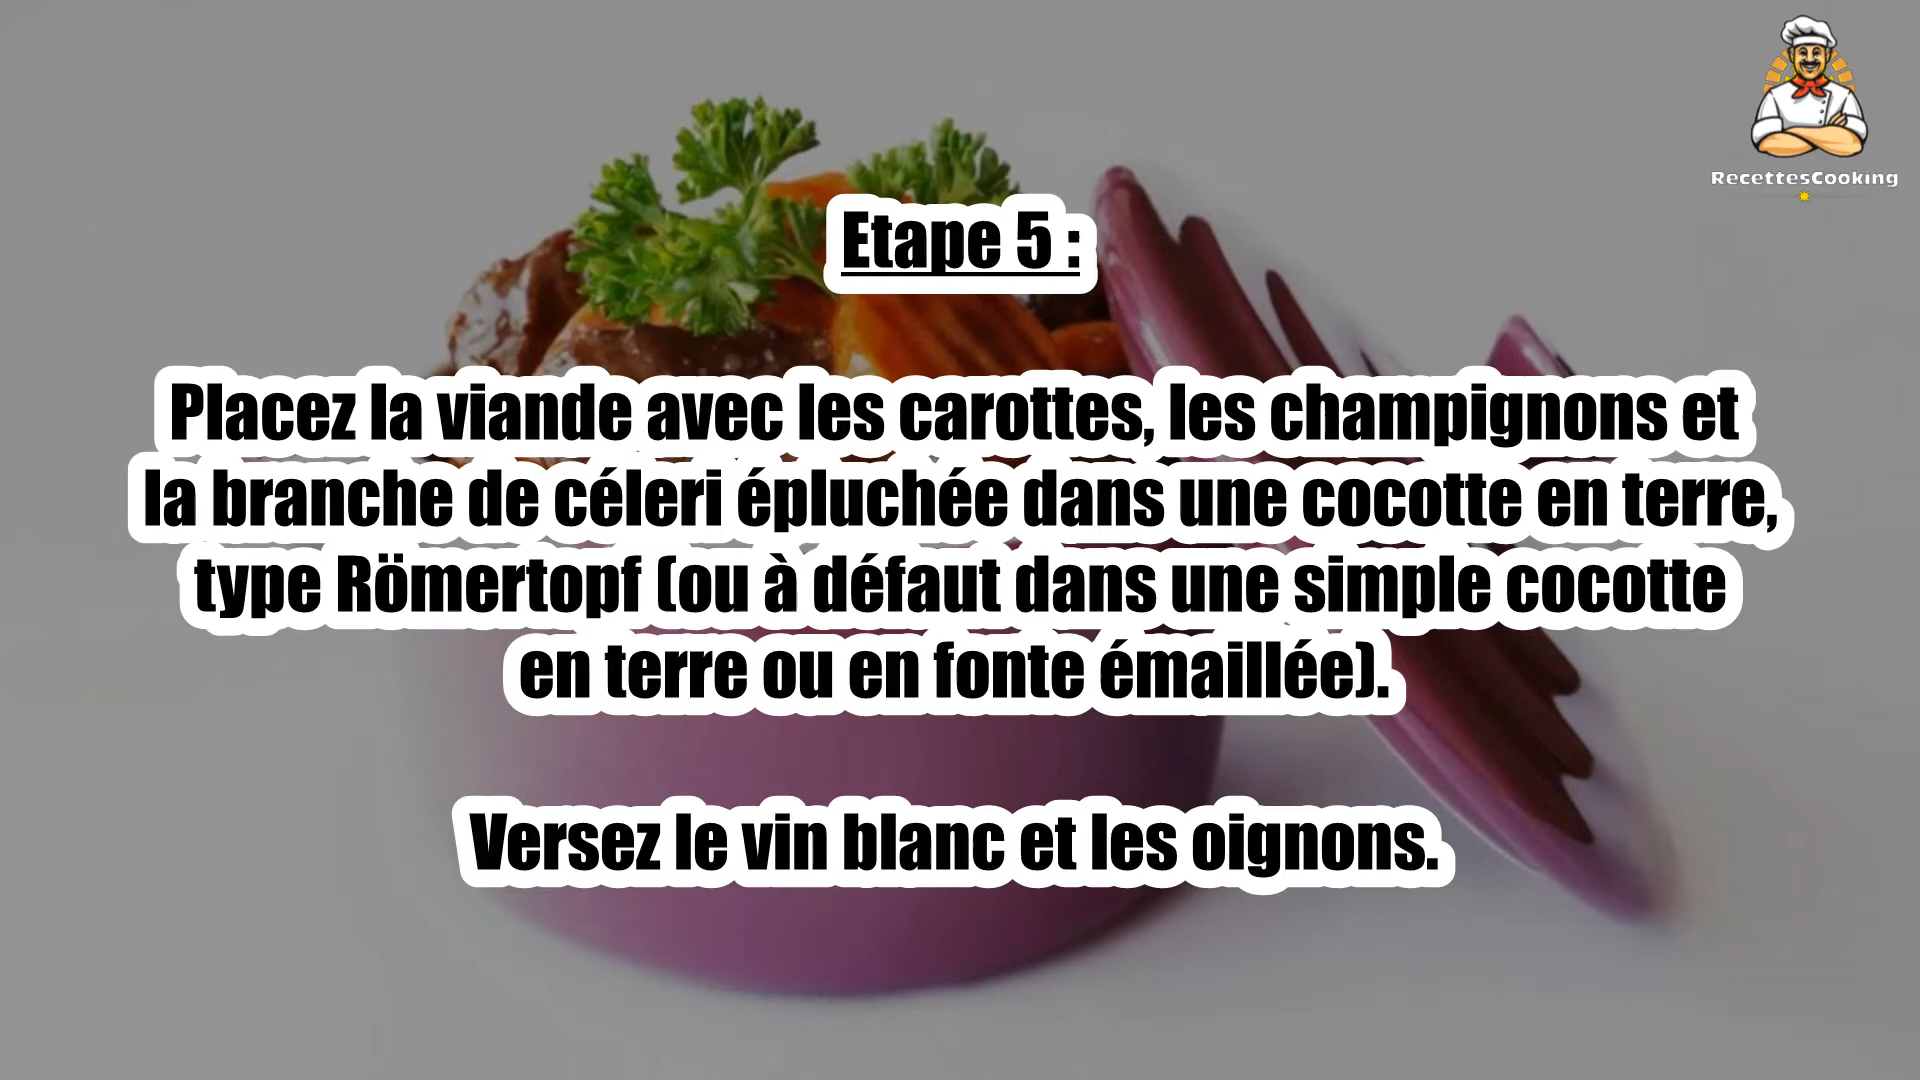 RecettesCooking
Etape 5 :
Placez la viande avec les carottes, les champignons et
la branche de céleri épluchée dans une cocotte en terre,
type Römertopf (ou à défaut dans une simple cocotte
en terre ou en fonte émaillée).
Versez le vin blanc et les oignons.